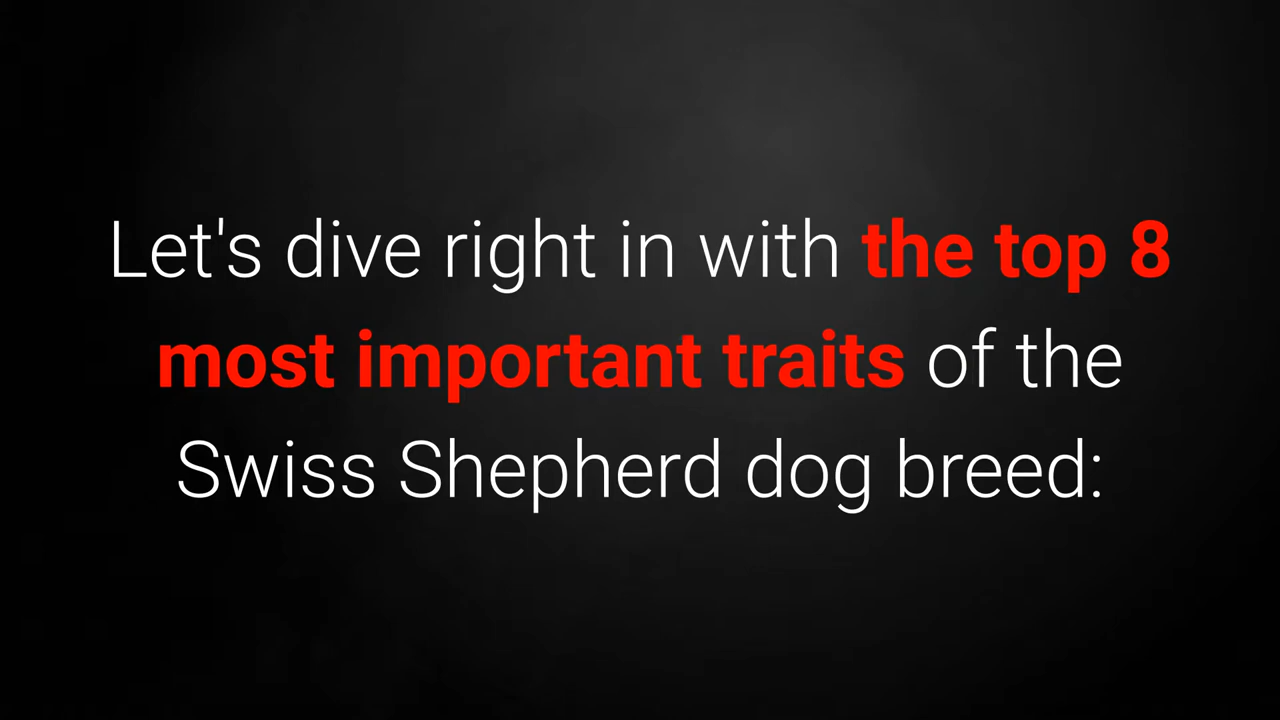 Let's dive right in with the top 8
most important traits of the
Swiss Shepherd dog breed: